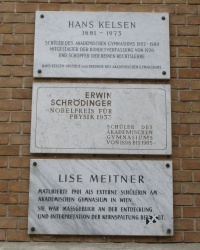 HANS KELSEN
1881 - 1973
SCHÜLER DES AKADEMISCHEN GYMNASIUMS 1892 - 1900
MITGESTALTER DER BUNDESVERFASSUNG VON 1920
UND SCHÖPFER DER REINEN RECHTSLEHRE
ERWIN
SCHRÖDINGER
NOBELPREIS FÜR
PHYSIK 1933
SCHÜLER DES
AKADEMISCHEN
GYMNASIUMS
VON 1898 BIS 1906
LISE MEITNER
MATURIERTE 1901 ALS EXTERNE SCHÜLERIN AM
AKADEMISCHEN GYMNASIUM IN WIEN
SIE WAR MASSGEBLICH AN DER ENTDECKUNG
UND INTERPRETATION DER KERNSPALTUNG